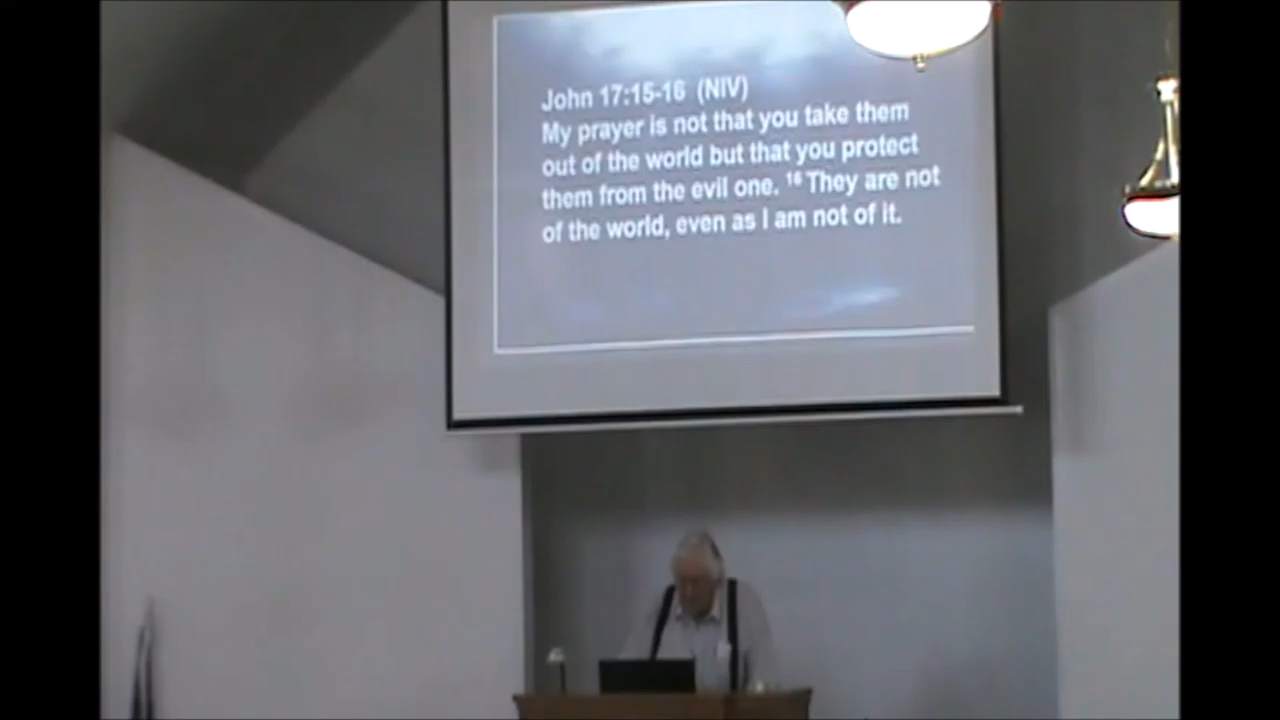 John 17:15-16 (NIV)
My prayer is not that you take them
out of the world but that you protect
them from the evil one. 16 They are not
of the world, even as I am not of it.